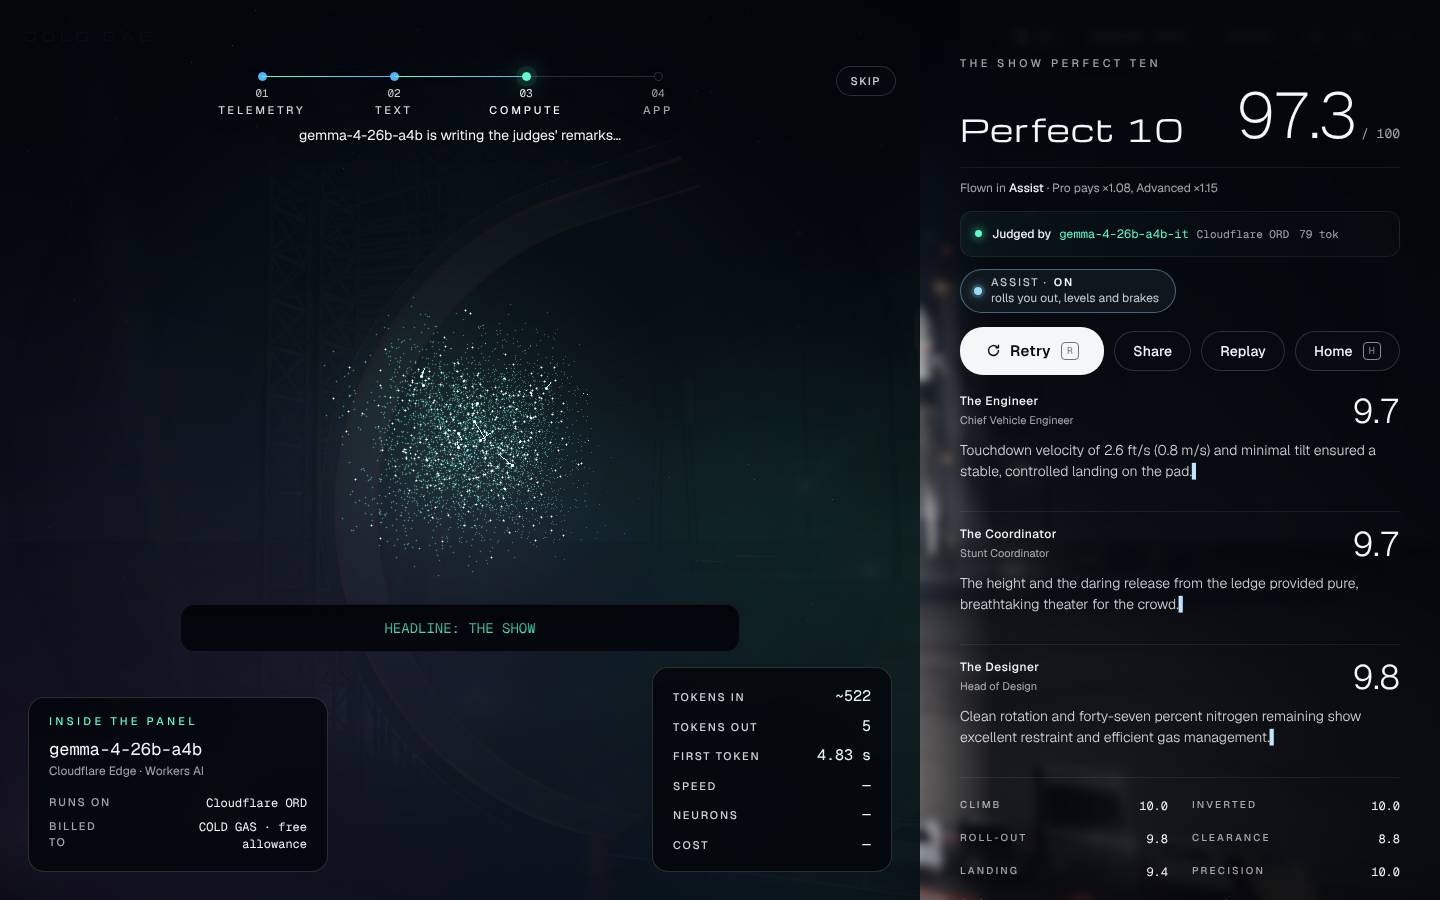 COLD GAS
01
TELEMETRY
02
TEXT
03
COMPUTE
04
APP
SKIP
gemma-4-26b-a4b is writing the judges' remarks…
HEADLINE: THE SHOW
INSIDE THE PANEL
gemma-4-26b-a4b
Cloudflare Edge · Workers AI
RUNS ON Cloudflare ORD
BILLED TO COLD GAS · free
allowance
TOKENS IN ~522
TOKENS OUT 5
FIRST TOKEN 4.83 s
SPEED —
NEURONS —
COST —
THE SHOW PERFECT TEN
Perfect 10 97.3 / 100
Flown in Assist · Pro pays ×1.08, Advanced ×1.15
Judged by gemma-4-26b-a4b-it Cloudflare ORD 79 tok
ASSIST · ON
rolls you out, levels and brakes
Retry R Share Replay Home H
The Engineer 9.7
Chief Vehicle Engineer
Touchdown velocity of 2.6 ft/s (0.8 m/s) and minimal tilt ensured a
stable, controlled landing on the pad.
The Coordinator 9.7
Stunt Coordinator
The height and the daring release from the ledge provided pure,
breathtaking theater for the crowd.
The Designer 9.8
Head of Design
Clean rotation and forty-seven percent nitrogen remaining show
excellent restraint and efficient gas management.
CLIMB 10.0 INVERTED 10.0
ROLL-OUT 9.8 CLEARANCE 8.8
LANDING 9.4 PRECISION 10.0